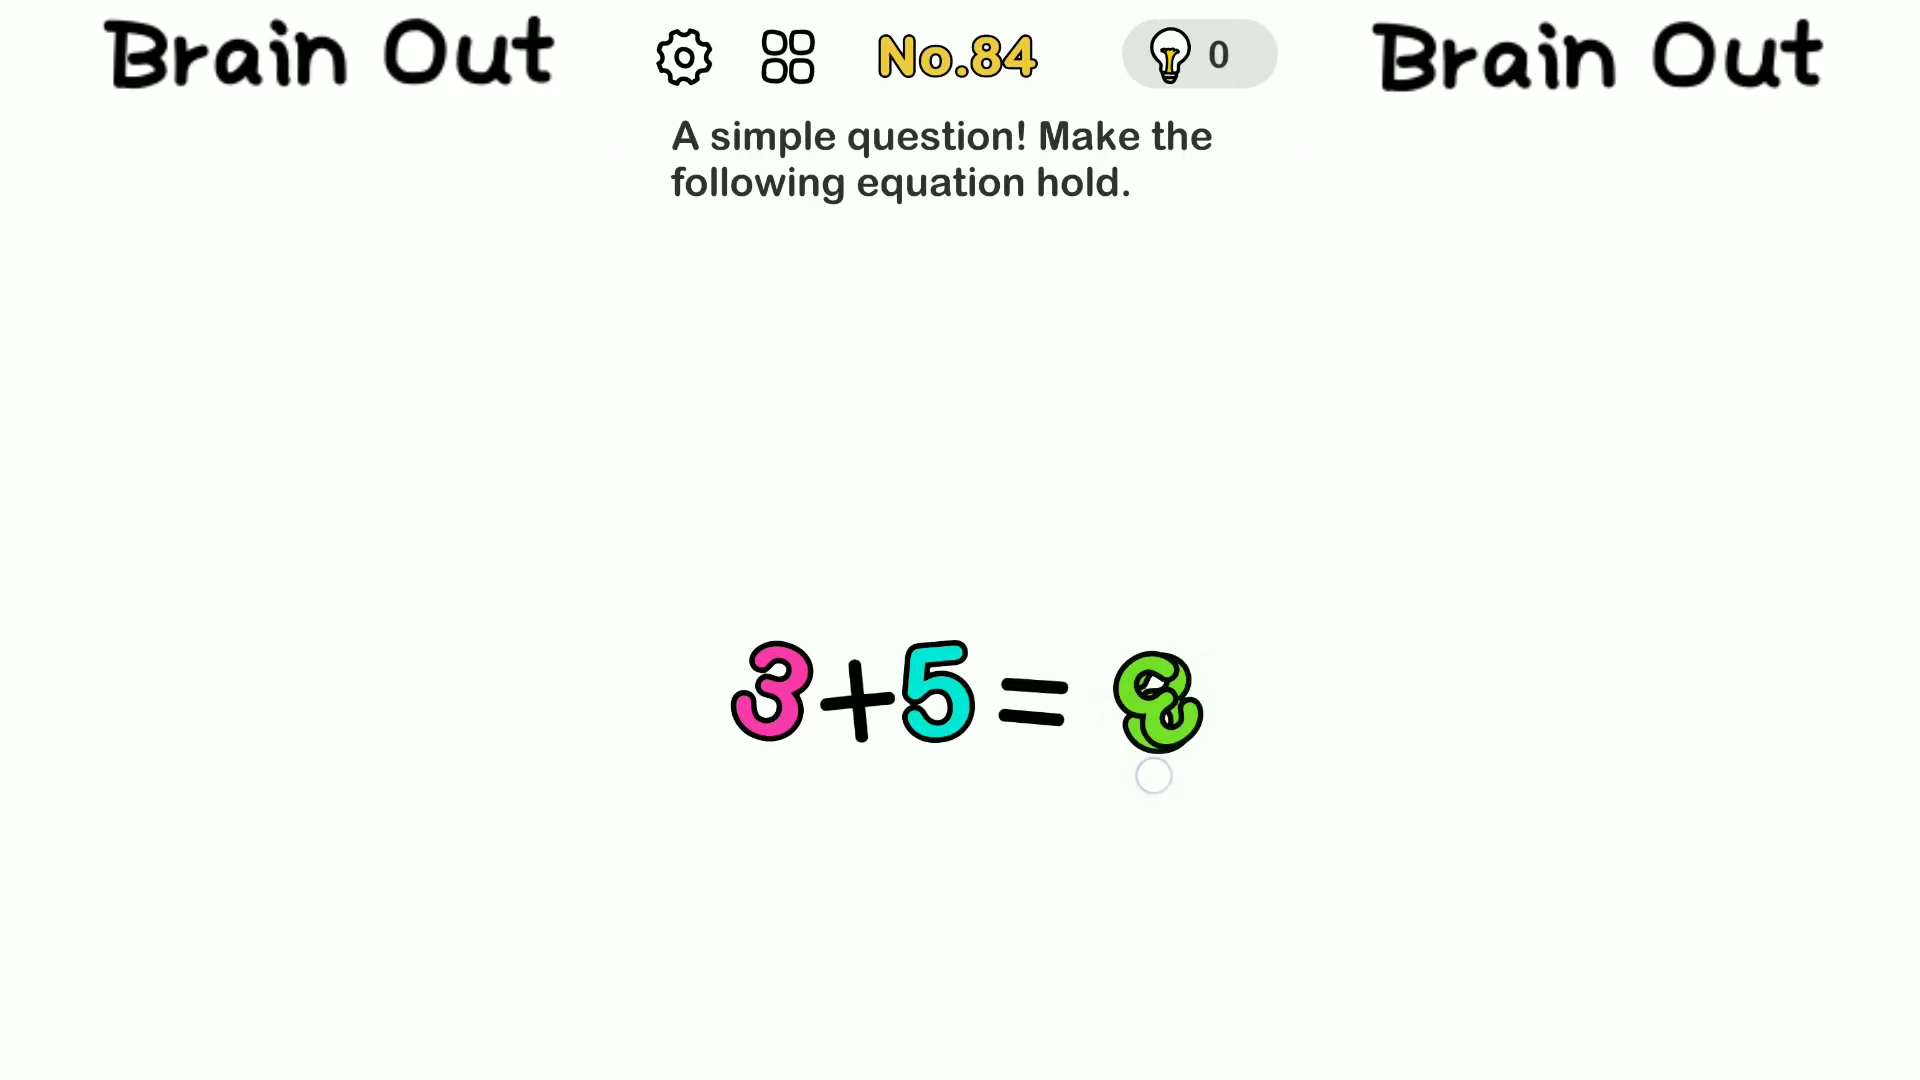 Brain Out
No.84
0
Brain Out
A simple question! Make the
following equation hold.
3+5=